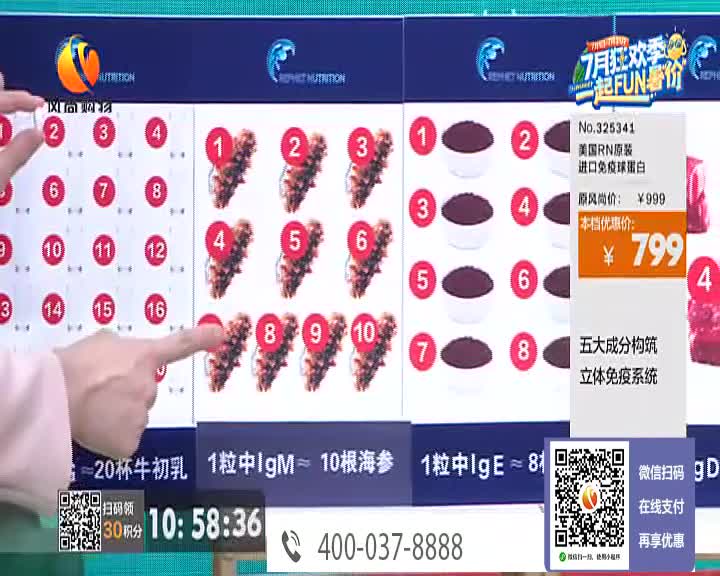 NUTRITION
REPHET NUTRITION
REPHET NUTRITION
风尚购物
7月狂欢季
一起FUN暑价
No.325341
美国RN原装
进口免疫球蛋白
原风尚价： ￥999
本档优惠价：
￥ 799
五大成分构筑
立体免疫系统
1 2 3 4
6 7 8
9 10 11 12
13 14 15 16
1 2 3
4 5 6
8 9 10
1 2
3 4
5 6
7 8
4
≈20杯牛初乳
1粒中IgM≈ 10根海参
1粒中IgE≈8
gD
扫码领
30积分
10:58:36
400-037-8888
微信扫码
在线支付
再享优惠
微信扫一扫，使用小程序